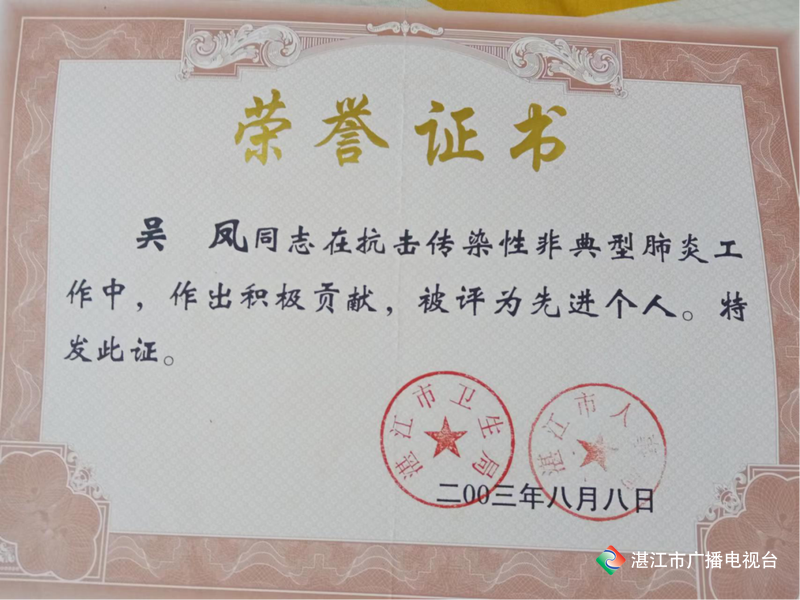 荣誉证书
吴 凤同志在抗击传染性非典型肺炎工
作中，作出积极贡献，被评为先进个人。特
发此证。
湛江市卫生局
湛江市人
二00三年八月八日
湛江市广播电视台